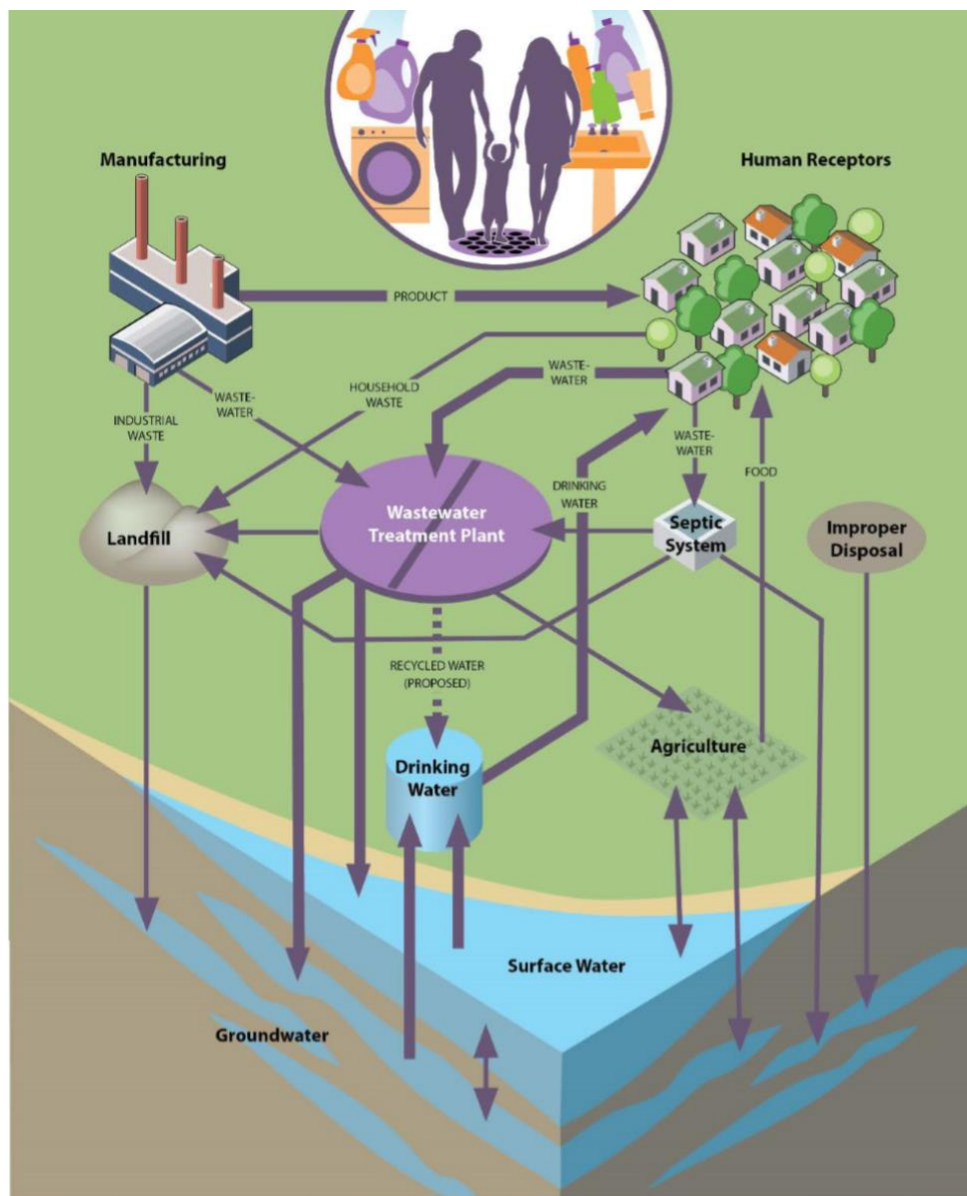 Manufacturing
Human Receptors
PRODUCT
WASTE-
WATER
HOUSEHOLD
WASTE
WASTE-
WATER
INDUSTRIAL
WASTE
WASTE-
WATER
DRINKING
WATER
FOOD
Landfill
Wastewater
Treatment Plant
Septic
System
Improper
Disposal
RECYCLED WATER
(PROPOSED)
Agriculture
Drinking
Water
Surface Water
Groundwater